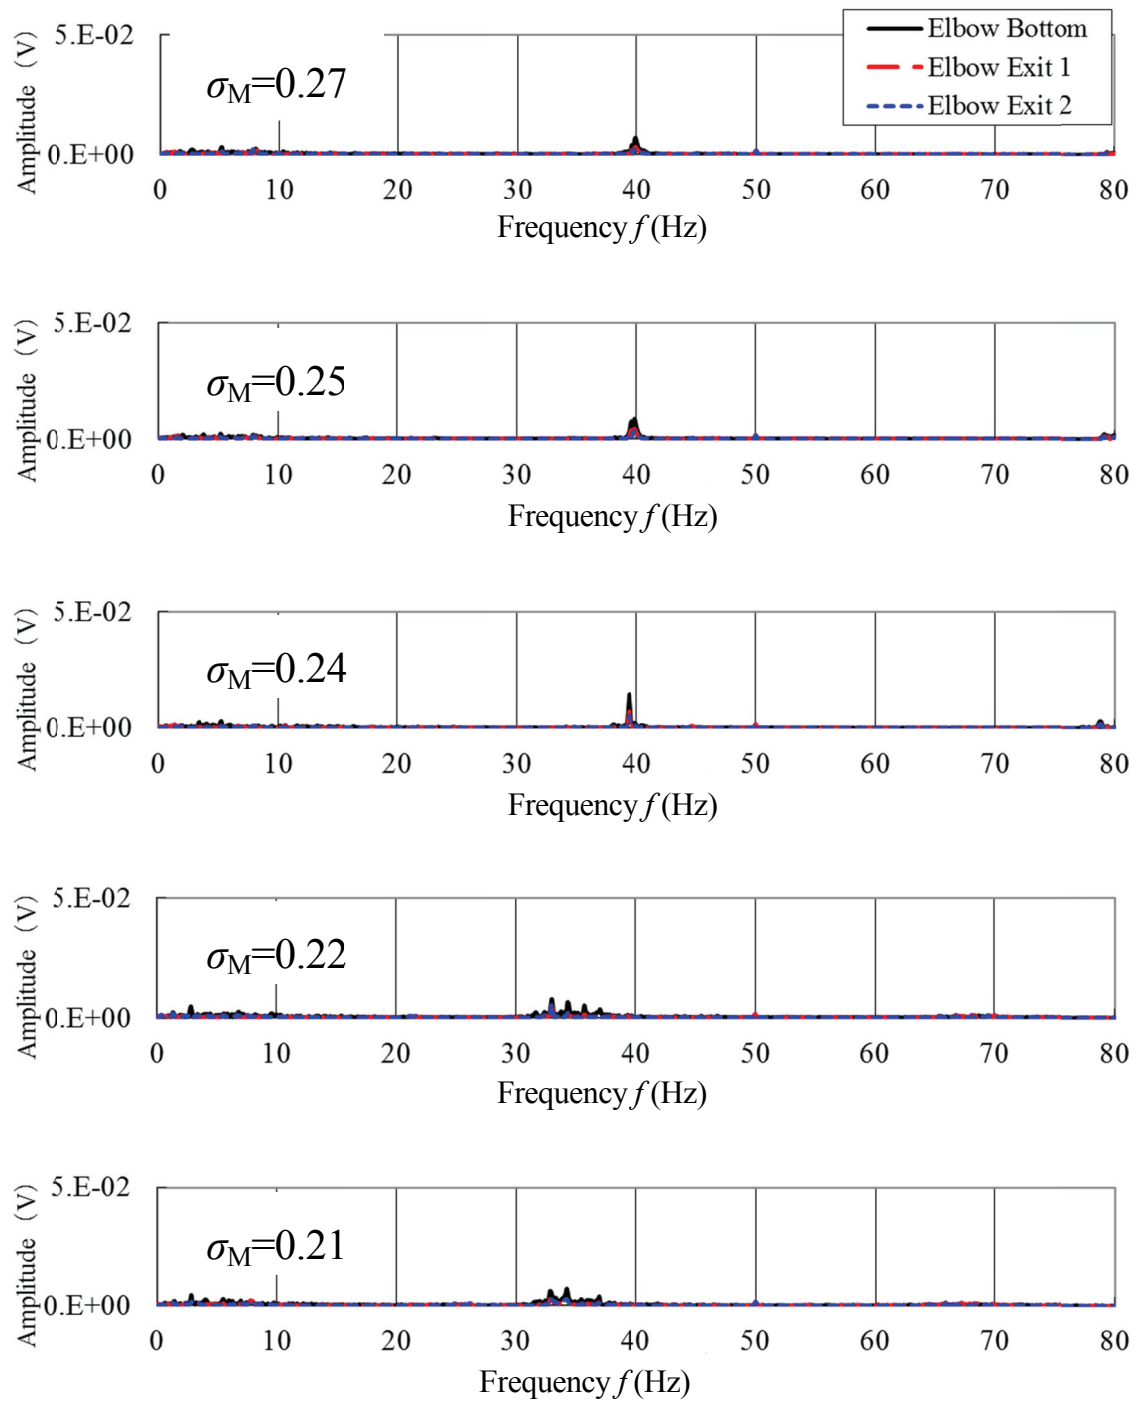 5.E-02
Elbow Bottom
Elbow Exit 1
Elbow Exit 2
σM=0.27
Amplitude (V)
0.E+00
0 10 20 30 40 50 60 70 80
Frequency f (Hz)
5.E-02
σM=0.25
Amplitude (V)
0.E+00
0 10 20 30 40 50 60 70 80
Frequency f (Hz)
5.E-02
σM=0.24
Amplitude (V)
0.E+00
0 10 20 30 40 50 60 70 80
Frequency f (Hz)
5.E-02
σM=0.22
Amplitude (V)
0.E+00
0 10 20 30 40 50 60 70 80
Frequency f (Hz)
5.E-02
σM=0.21
Amplitude (V)
0.E+00
0 10 20 30 40 50 60 70 80
Frequency f (Hz)